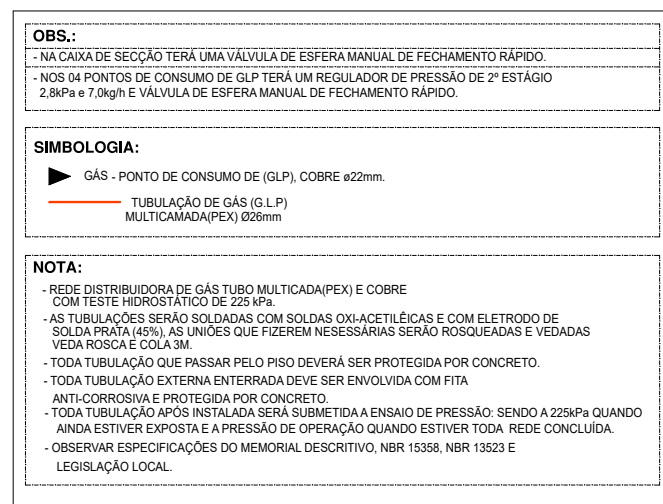 OBS.:
- NA CAIXA DE SECÇÃO TERÁ UMA VÁLVULA DE ESFERA MANUAL DE FECHAMENTO RÁPIDO.
- NOS 04 PONTOS DE CONSUMO DE GLP TERÁ UM REGULADOR DE PRESSÃO DE 2º ESTÁGIO
2,8kPa e 7,0kg/h E VÁLVULA DE ESFERA MANUAL DE FECHAMENTO RÁPIDO.
SIMBOLOGIA:
GÁS - PONTO DE CONSUMO DE (GLP), COBRE ø22mm.
TUBULAÇÃO DE GÁS (G.L.P)
MULTICAMADA(PEX) Ø26mm
NOTA:
- REDE DISTRIBUIDORA DE GÁS TUBO MULTICADA(PEX) E COBRE
COM TESTE HIDROSTÁTICO DE 225 kPa.
- AS TUBULAÇÕES SERÃO SOLDADAS COM SOLDAS OXI-ACETILÊICAS E COM ELETRODO DE
SOLDA PRATA (45%), AS UNIÕES QUE FIZEREM NESESSÁRIAS SERÃO ROSQUEADAS E VEDADAS
VEDA ROSCA E COLA 3M.
- TODA TUBULAÇÃO QUE PASSAR PELO PISO DEVERÁ SER PROTEGIDA POR CONCRETO.
- TODA TUBULAÇÃO EXTERNA ENTERRADA DEVE SER ENVOLVIDA COM FITA
ANTI-CORROSIVA E PROTEGIDA POR CONCRETO.
- TODA TUBULAÇÃO APÓS INSTALADA SERÁ SUBMETIDA A ENSAIO DE PRESSÃO: SENDO A 225kPa QUANDO
AINDA ESTIVER EXPOSTA E A PRESSÃO DE OPERAÇÃO QUANDO ESTIVER TODA REDE CONCLUÍDA.
- OBSERVAR ESPECIFICAÇÕES DO MEMORIAL DESCRITIVO, NBR 15358, NBR 13523 E
LEGISLAÇÃO LOCAL.